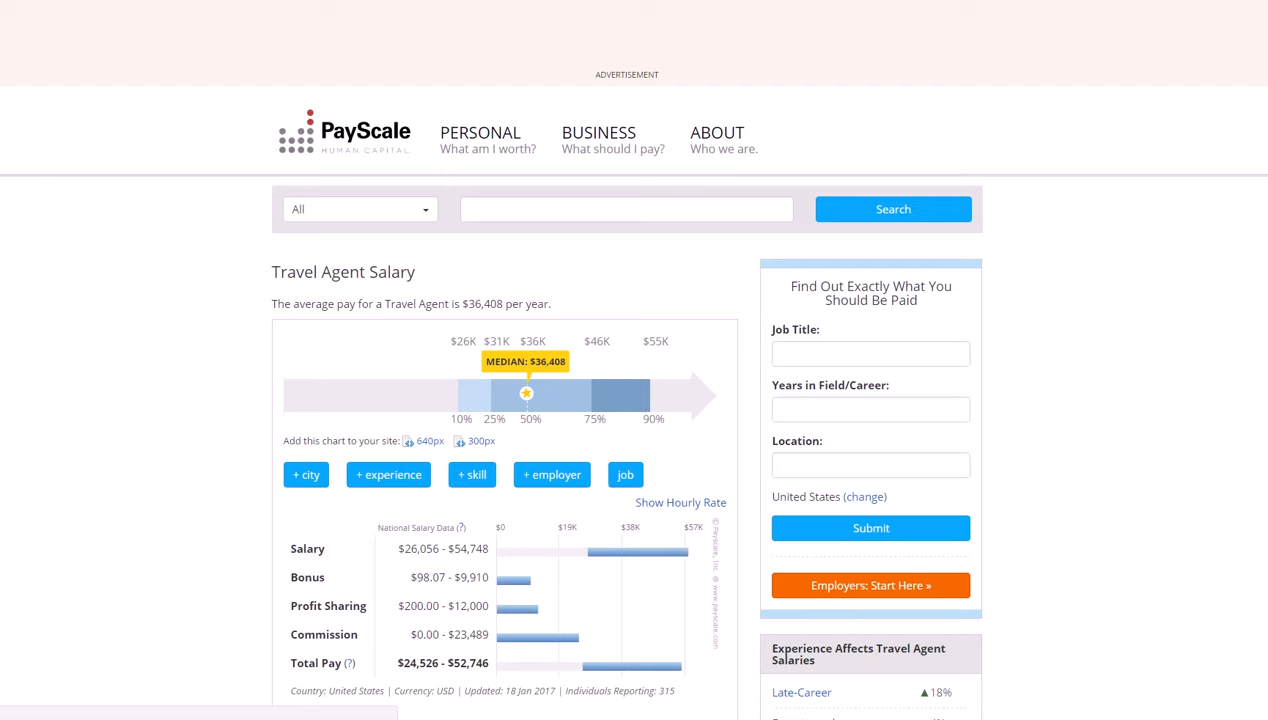 ADVERTISEMENT
PayScale
HUMAN CAPITAL
PERSONAL
What am I worth?
BUSINESS
What should I pay?
ABOUT
Who we are.
All
Search
Travel Agent Salary
The average pay for a Travel Agent is $36,408 per year.
$26K $31K $36K $46K $55K
MEDIAN: $36,408
10% 25% 50% 75% 90%
Add this chart to your site: 640px 300px
+ city + experience + skill + employer job
Show Hourly Rate
National Salary Data (?) $0 $19K $38K $57K
Salary $26,056 - $54,748
Bonus $98.07 - $9,910
Profit Sharing $200.00 - $12,000
Commission $0.00 - $23,489
Total Pay (?) $24,526 - $52,746
© Payscale, Inc. @ www.payscale.com
Country: United States | Currency: USD | Updated: 18 Jan 2017 | Individuals Reporting: 315
Find Out Exactly What You
Should Be Paid
Job Title:
Years in Field/Career:
Location:
United States (change)
Submit
Employers: Start Here »
Experience Affects Travel Agent
Salaries
Late-Career ▲18%